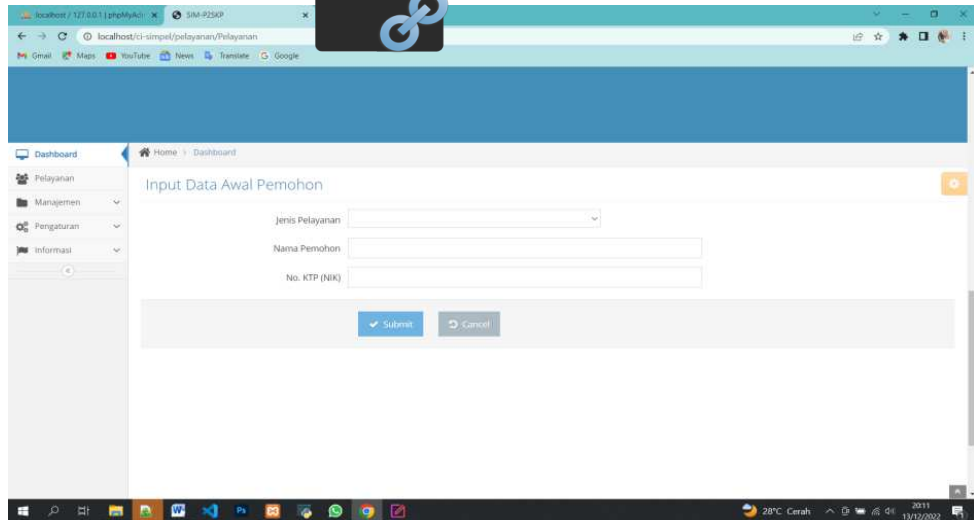 localhost / 127.0.0.1 | phpMyAdr
SIM-P2SKP
localhost/ci-simpel/pelayanan/Pelayanan
Gmail Maps YouTube News Translate Google
Home > Dashboard
Dashboard
Pelayanan
Manajemen
Pengaturan
Informasi
Input Data Awal Pemohon
Jenis Pelayanan
Nama Pemohon
No. KTP (NIK)
Submit Cancel
28°C Cerah
20:11
13/12/2022